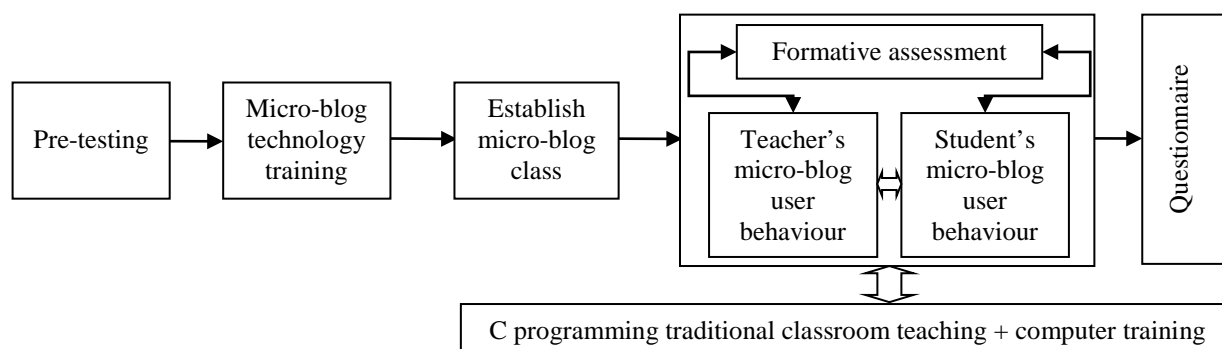 Pre-testing
Micro-blog
technology
training
Establish
micro-blog
class
Formative assessment
Teacher's
micro-blog
user
behaviour
Student's
micro-blog
user
behaviour
Questionnaire
C programming traditional classroom teaching + computer training